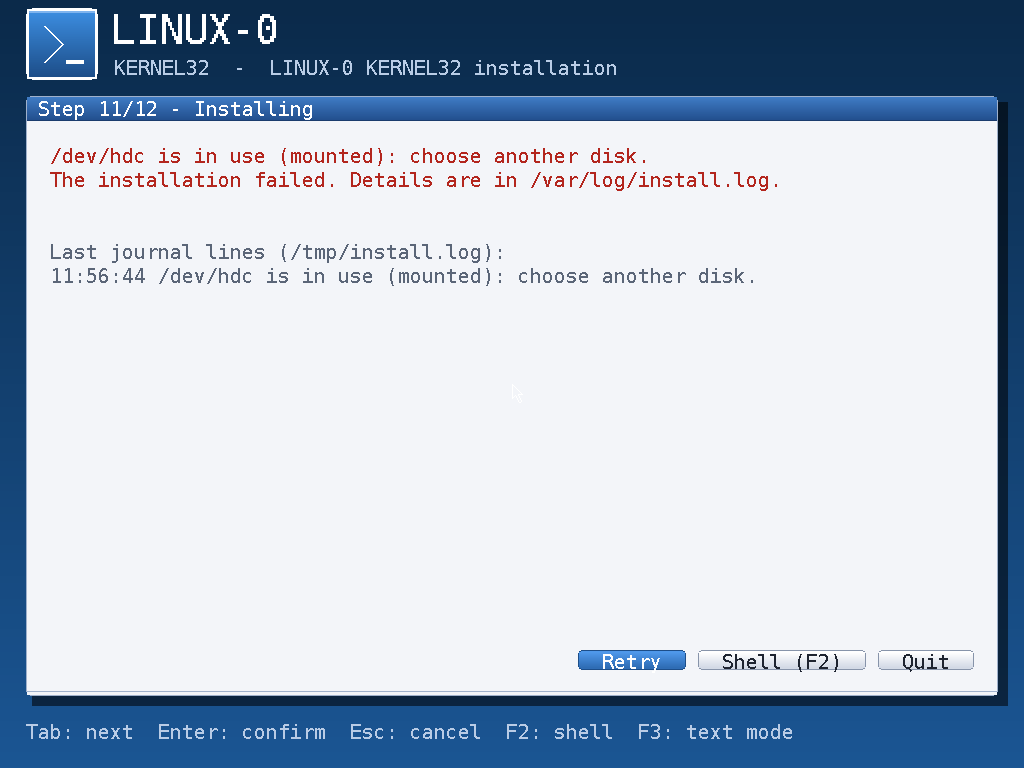 LINUX-0
KERNEL32  -  LINUX-0 KERNEL32 installation
Step 11/12 - Installing
/dev/hdc is in use (mounted): choose another disk.
The installation failed. Details are in /var/log/install.log.
Last journal lines (/tmp/install.log):
11:56:44 /dev/hdc is in use (mounted): choose another disk.
Retry  Shell (F2)  Quit
Tab: next  Enter: confirm  Esc: cancel  F2: shell  F3: text mode